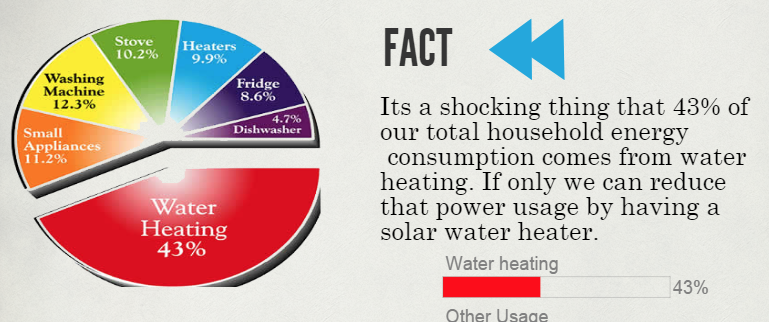 Stove
10.2%
Heaters
9.9%
Washing
Machine
12.3%
Fridge
8.6%
4.7%
Dishwasher
Small
Appliances
11.2%
Water
Heating
43%
FACT
Its a shocking thing that 43% of
our total household energy
consumption comes from water
heating. If only we can reduce
that power usage by having a
solar water heater.
Water heating
43%
Other Usage